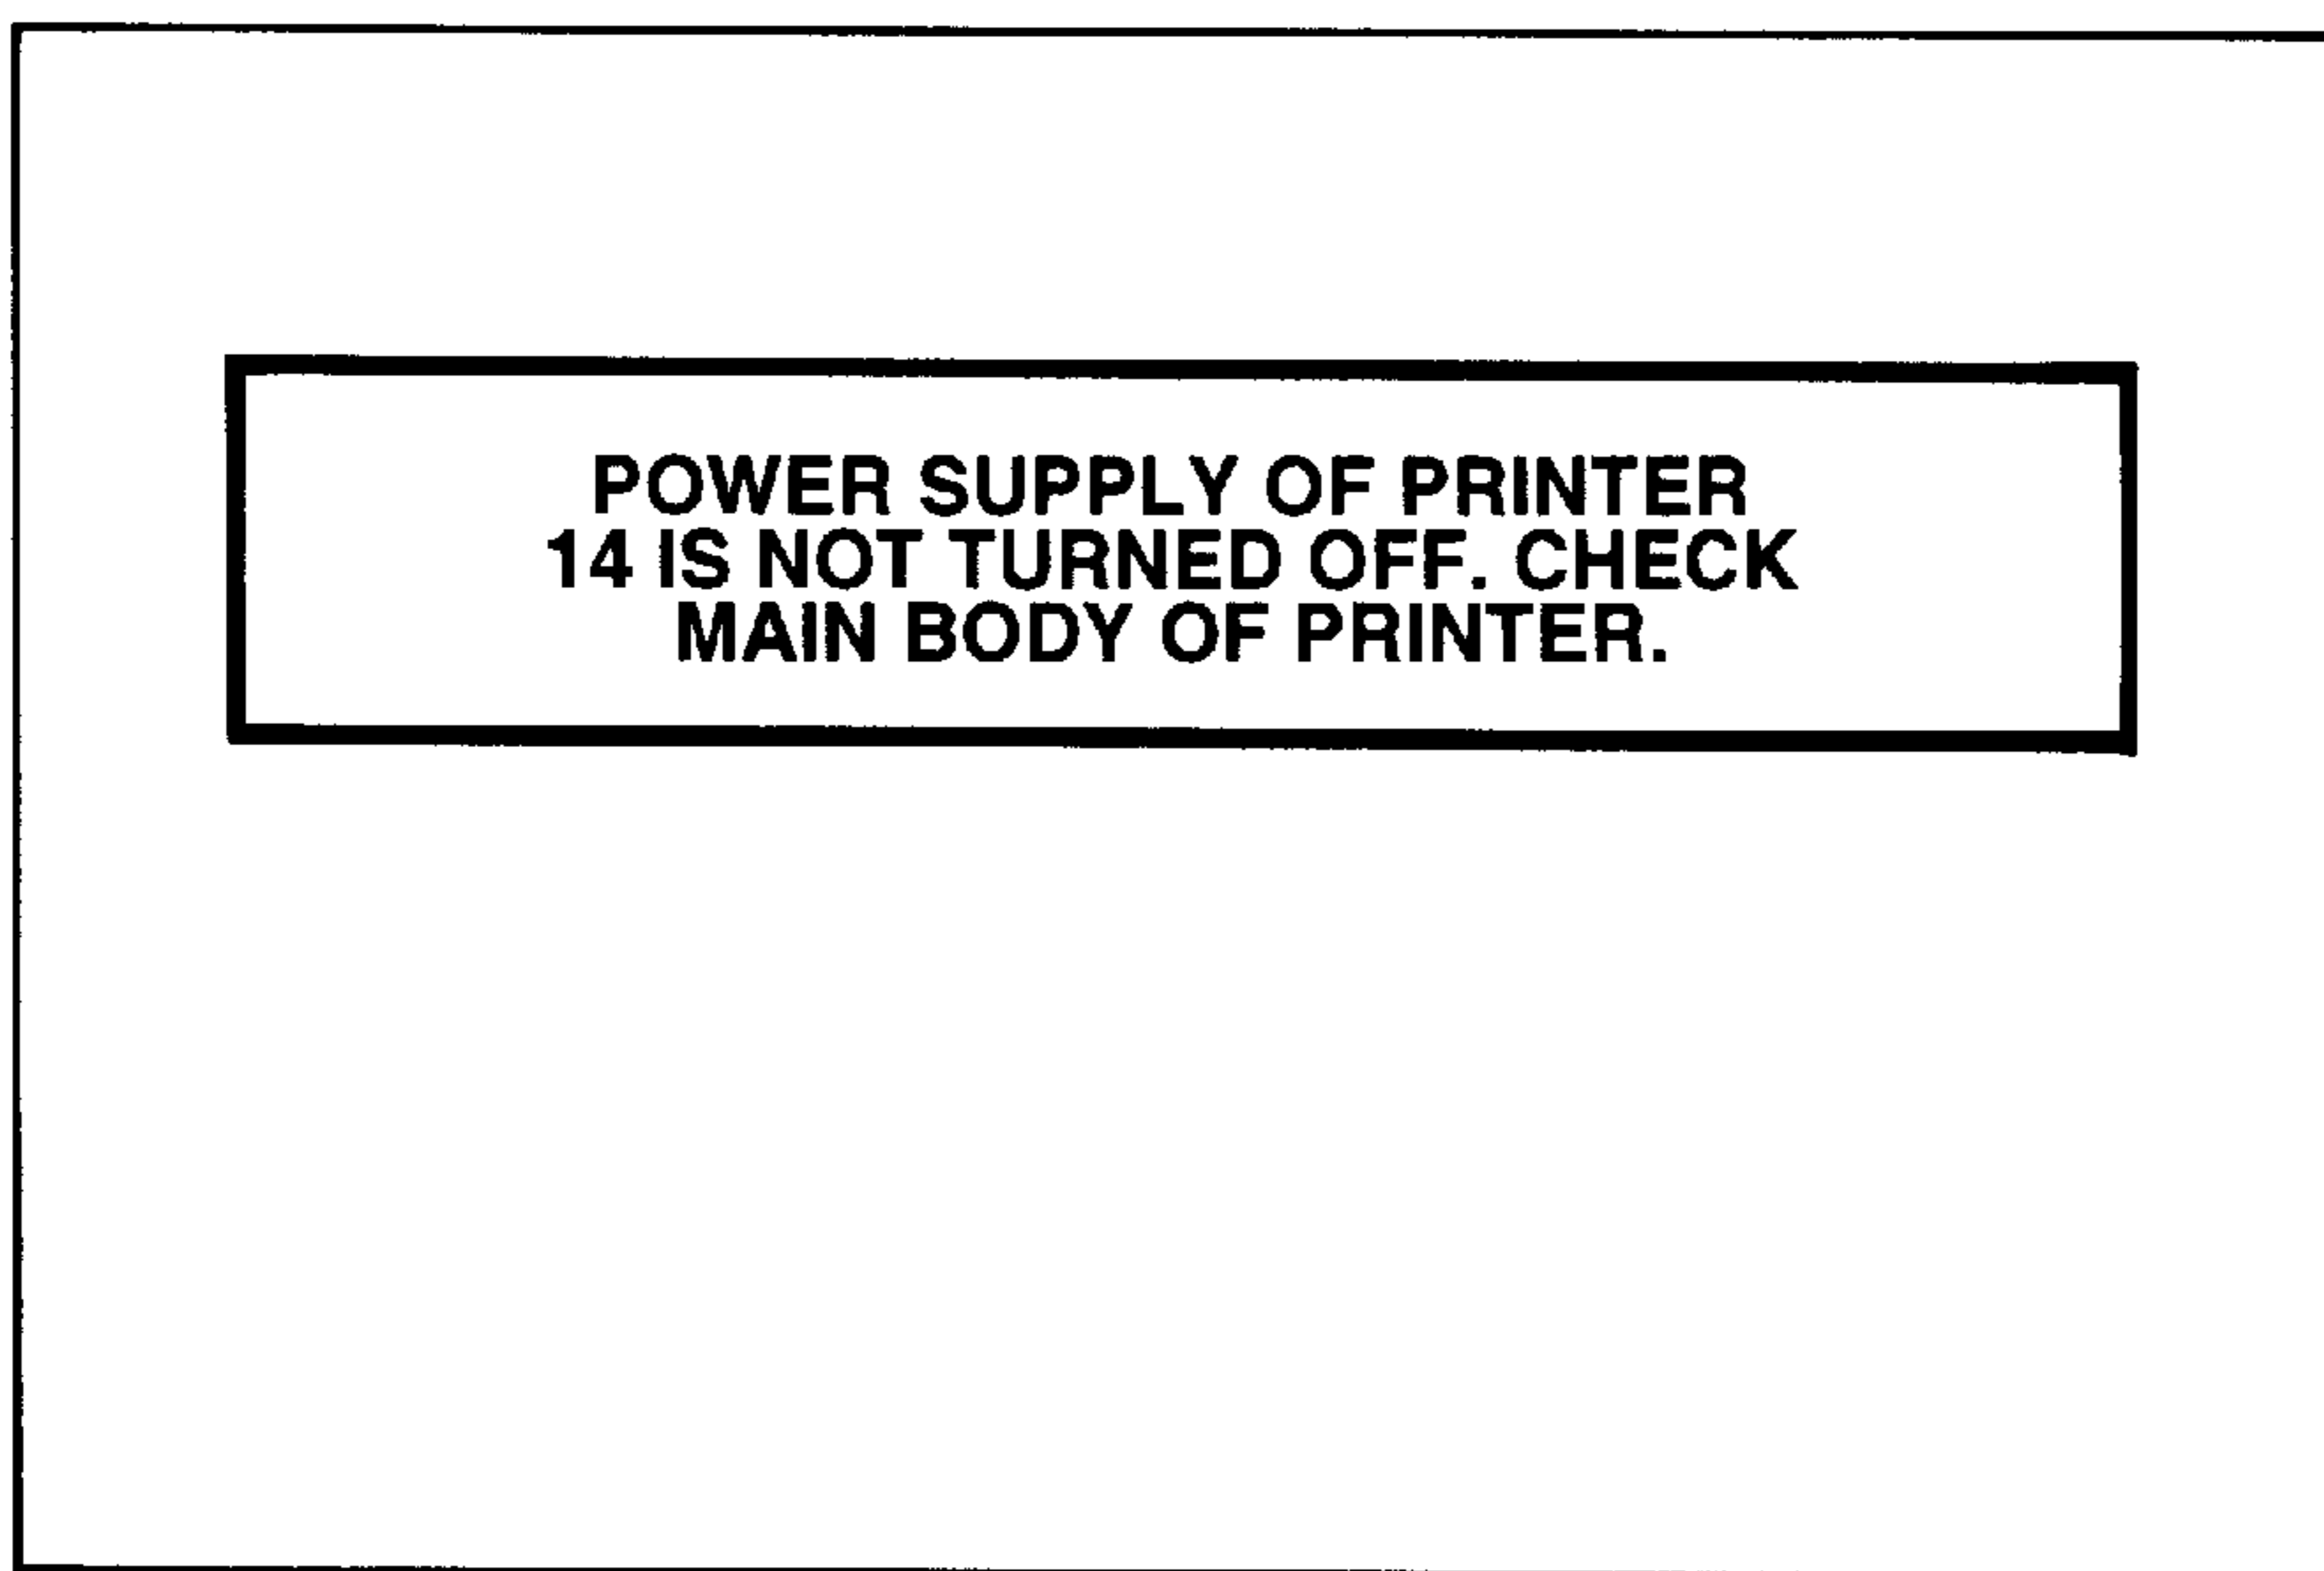 POWER SUPPLY OF PRINTER
14 IS NOT TURNED OFF. CHECK
MAIN BODY OF PRINTER.